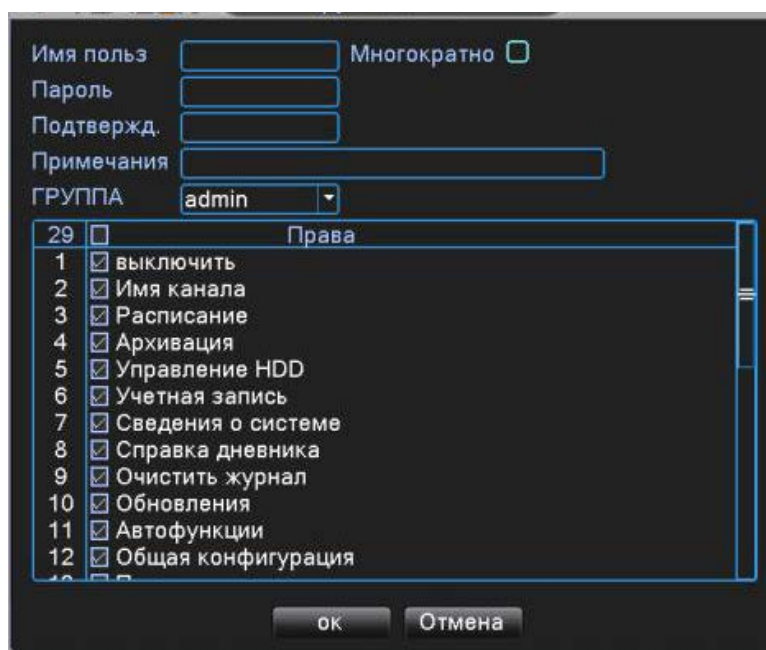 Имя польз Многократно
Пароль
Подтвержд.
Примечания
ГРУППА admin
29 Права
1 выключить
2 Имя канала
3 Расписание
4 Архивация
5 Управление HDD
6 Учетная запись
7 Сведения о системе
8 Справка дневника
9 Очистить журнал
10 Обновления
11 Автофункции
12 Общая конфигурация
ок Отмена